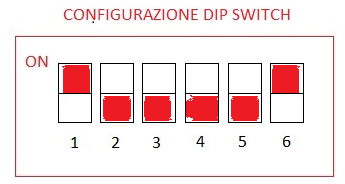 CONFIGURAZIONE DIP SWITCH
ON
1 2 3 4 5 6